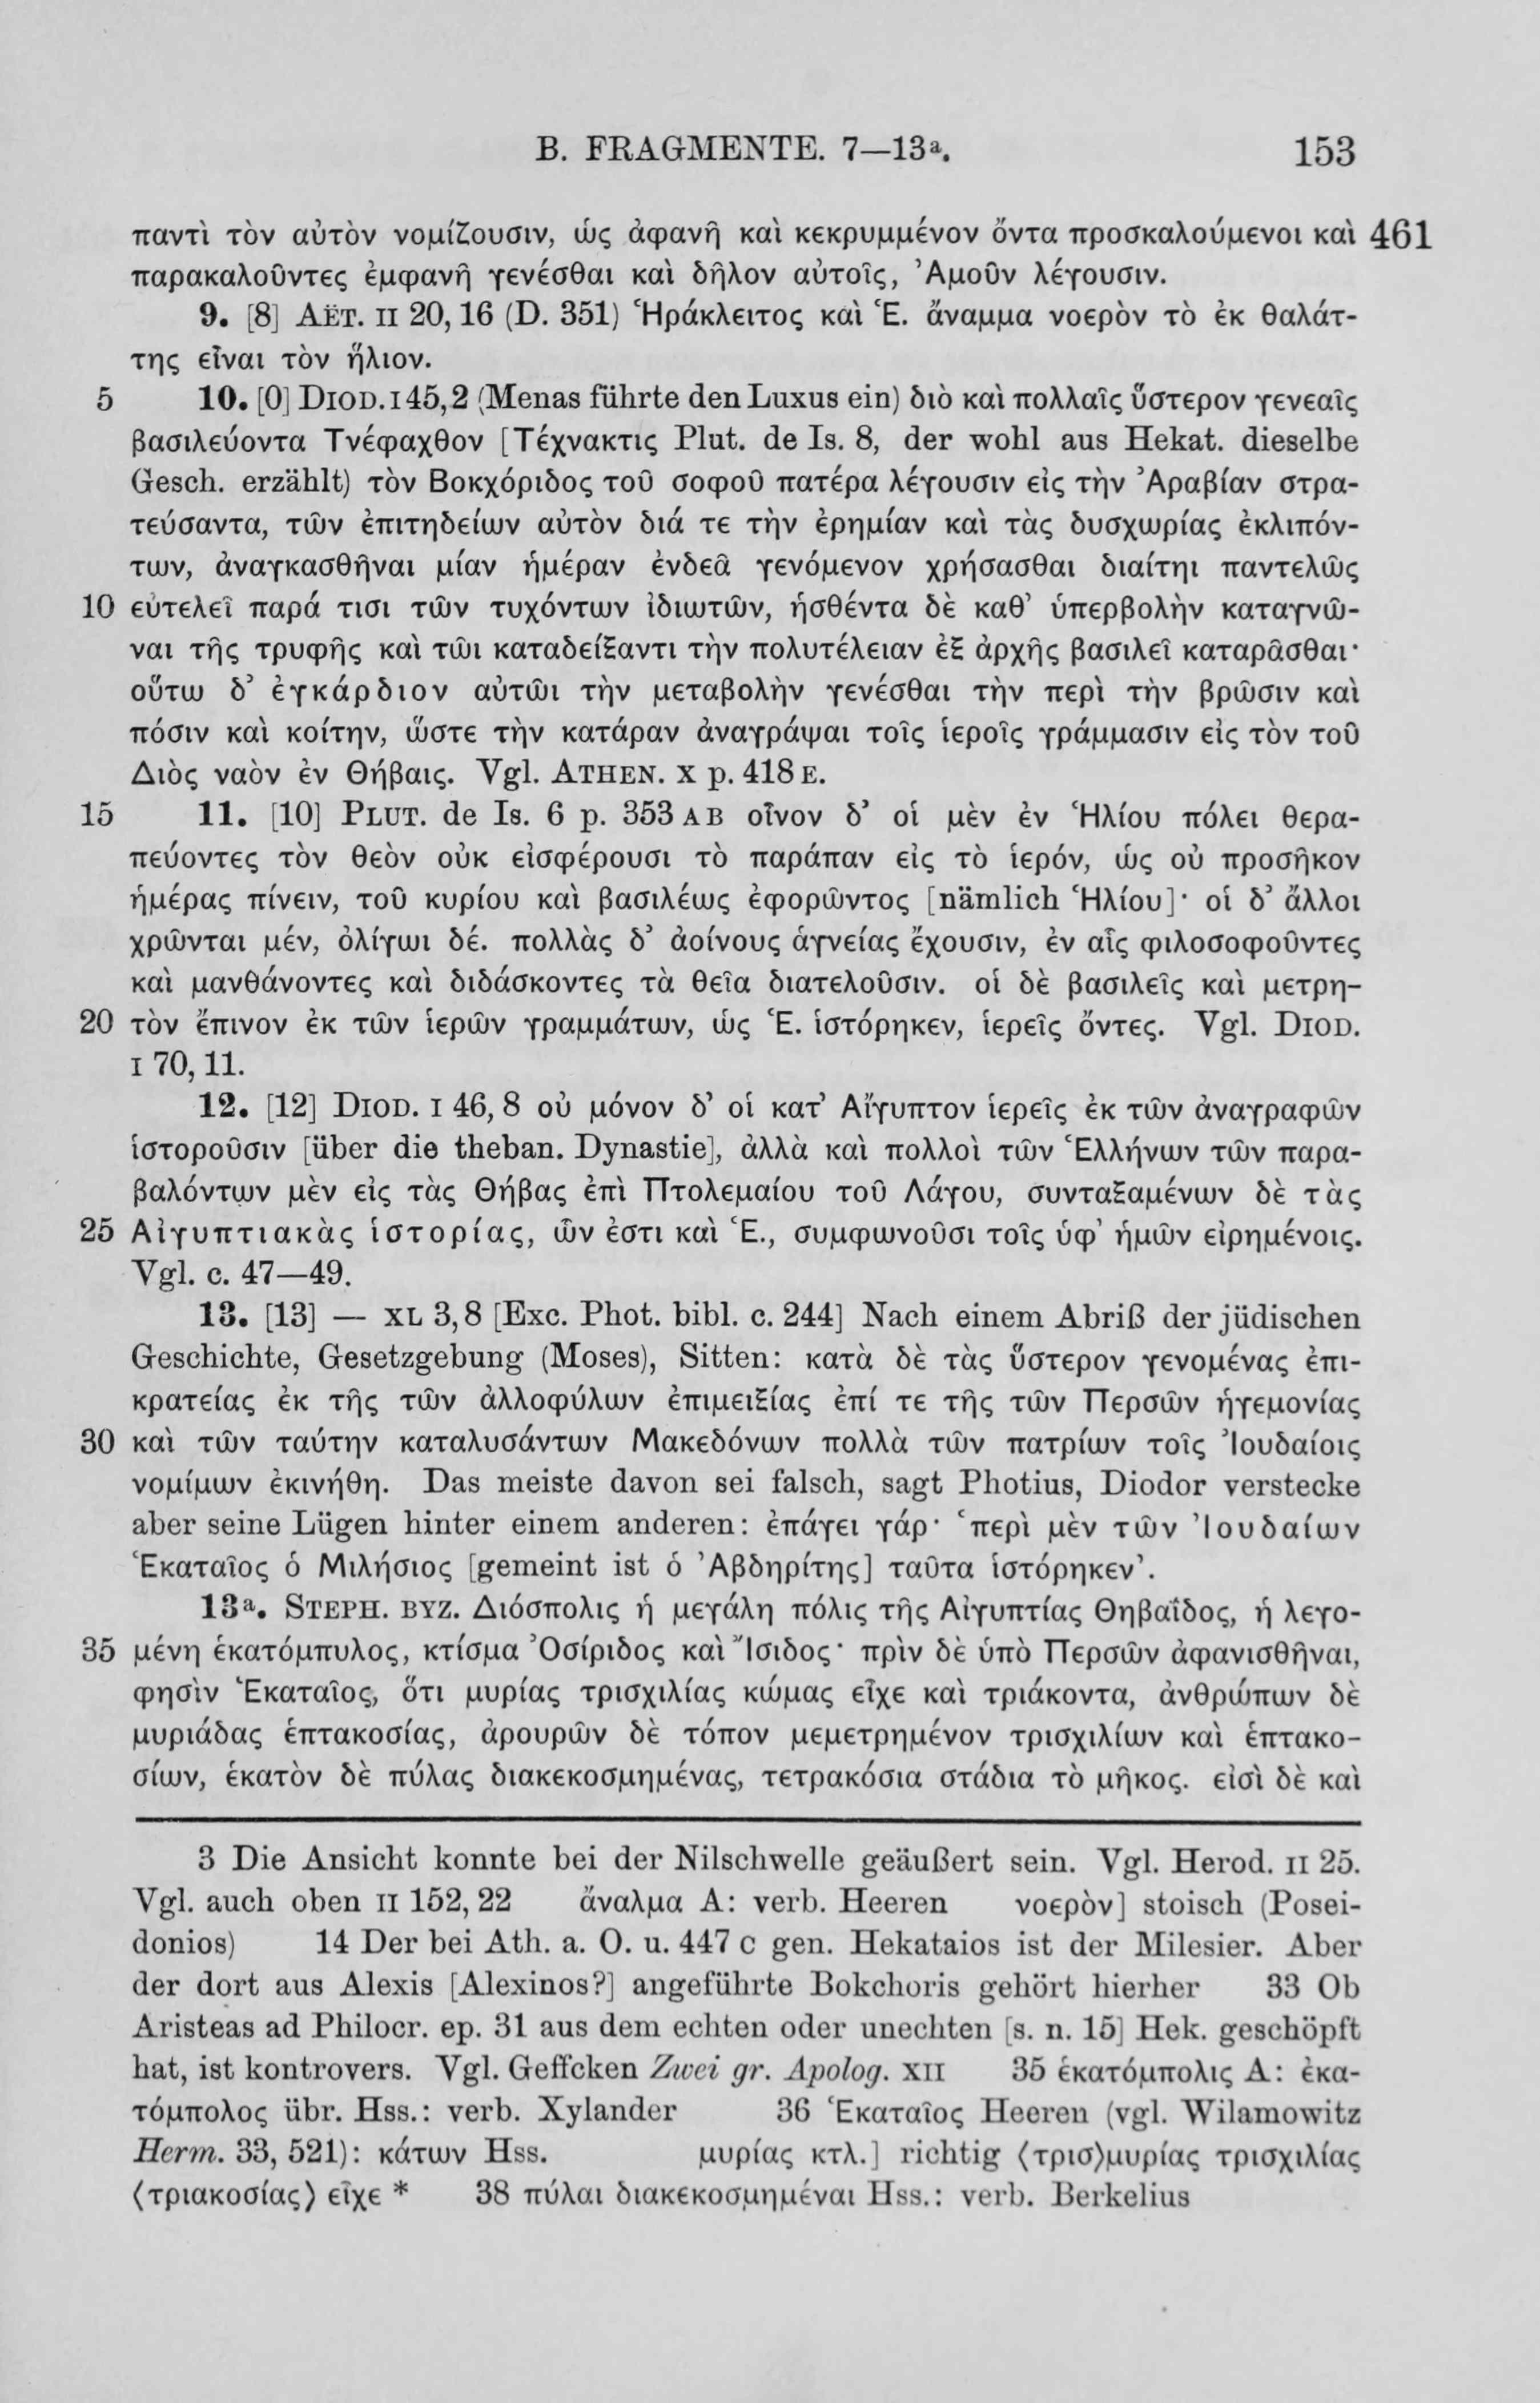 B. FRAGMENTE. 7—13ᵃ. 153
παντὶ τὸν αὐτὸν νομίζουσιν, ὡς ἀφανῆ καὶ κεκρυμμένον ὄντα προσκαλούμενοι καὶ 461
παρακαλοῦντες ἐμφανῆ γενέσθαι καὶ δῆλον αὐτοῖς, Ἀμοῦν λέγουσιν.
9. [8] AËT. II 20, 16 (D. 351) Ἡράκλειτος καὶ Ἑ. ἄναμμα νοερὸν τὸ ἐκ θαλάτ-
της εἶναι τὸν ἥλιον.
5 10. [0] DIOD. I 45, 2 (Menas führte den Luxus ein) διὸ καὶ πολλαῖς ὕστερον γενεαῖς
βασιλεύοντα Τνέφαχθον [Τέχνακτις Plut. de Is. 8, der wohl aus Hekat. dieselbe
Gesch. erzählt) τὸν Βοκχόριδος τοῦ σοφοῦ πατέρα λέγουσιν εἰς τὴν Ἀραβίαν στρα-
τεύσαντα, τῶν ἐπιτηδείων αὐτὸν διά τε τὴν ἐρημίαν καὶ τὰς δυσχωρίας ἐκλιπόν-
των, ἀναγκασθῆναι μίαν ἡμέραν ἐνδεᾶ γενόμενον χρήσασθαι διαίτηι παντελῶς
10 εὐτελεῖ παρά τισι τῶν τυχόντων ἰδιωτῶν, ἡσθέντα δὲ καθ’ ὑπερβολὴν καταγνῶ-
ναι τῆς τρυφῆς καὶ τῶι καταδείξαντι τὴν πολυτέλειαν ἐξ ἀρχῆς βασιλεῖ καταρᾶσθαι·
οὕτω δ’ ἐγκάρδιον αὐτῶι τὴν μεταβολὴν γενέσθαι τὴν περὶ τὴν βρῶσιν καὶ
πόσιν καὶ κοίτην, ὥστε τὴν κατάραν ἀναγράψαι τοῖς ἱεροῖς γράμμασιν εἰς τὸν τοῦ
Διὸς ναὸν ἐν Θήβαις. Vgl. ATHEN. X p. 418 E.
15 11. [10] PLUT. de Is. 6 p. 353 AB οἶνον δ’ οἱ μὲν ἐν Ἡλίου πόλει θερα-
πεύοντες τὸν θεὸν οὐκ εἰσφέρουσι τὸ παράπαν εἰς τὸ ἱερόν, ὡς οὐ προσῆκον
ἡμέρας πίνειν, τοῦ κυρίου καὶ βασιλέως ἐφορῶντος [nämlich Ἡλίου]· οἱ δ’ ἄλλοι
χρῶνται μέν, ὀλίγωι δέ. πολλὰς δ’ ἀοίνους ἁγνείας ἔχουσιν, ἐν αἷς φιλοσοφοῦντες
καὶ μανθάνοντες καὶ διδάσκοντες τὰ θεῖα διατελοῦσιν. οἱ δὲ βασιλεῖς καὶ μετρη-
20 τὸν ἔπινον ἐκ τῶν ἱερῶν γραμμάτων, ὡς Ἑ. ἱστόρηκεν, ἱερεῖς ὄντες. Vgl. DIOD.
I 70, 11.
12. [12] DIOD. I 46, 8 οὐ μόνον δ’ οἱ κατ’ Αἴγυπτον ἱερεῖς ἐκ τῶν ἀναγραφῶν
ἱστοροῦσιν [über die theban. Dynastie], ἀλλὰ καὶ πολλοὶ τῶν Ἑλλήνων τῶν παρα-
βαλόντων μὲν εἰς τὰς Θήβας ἐπὶ Πτολεμαίου τοῦ Λάγου, συνταξαμένων δὲ τὰς
25 Αἰγυπτιακὰς ἱστορίας, ὧν ἐστι καὶ Ἑ., συμφωνοῦσι τοῖς ὑφ’ ἡμῶν εἰρημένοις.
Vgl. c. 47—49.
13. [13] — XL 3, 8 [Exc. Phot. bibl. c. 244] Nach einem Abriß der jüdischen
Geschichte, Gesetzgebung (Moses), Sitten: κατὰ δὲ τὰς ὕστερον γενομένας ἐπι-
κρατείας ἐκ τῆς τῶν ἀλλοφύλων ἐπιμειξίας ἐπί τε τῆς τῶν Περσῶν ἡγεμονίας
30 καὶ τῶν ταύτην καταλυσάντων Μακεδόνων πολλὰ τῶν πατρίων τοῖς Ἰουδαίοις
νομίμων ἐκινήθη. Das meiste davon sei falsch, sagt Photius, Diodor verstecke
aber seine Lügen hinter einem anderen: ἐπάγει γάρ· ‘περὶ μὲν τῶν Ἰουδαίων
Ἑκαταῖος ὁ Μιλήσιος [gemeint ist ὁ Ἀβδηρίτης] ταῦτα ἱστόρηκεν’.
13ᵃ. STEPH. BYZ. Διόσπολις ἡ μεγάλη πόλις τῆς Αἰγυπτίας Θηβαΐδος, ἡ λεγο-
35 μένη ἑκατόμπυλος, κτίσμα Ὀσίριδος καὶ Ἴσιδος· πρὶν δὲ ὑπὸ Περσῶν ἀφανισθῆναι,
φησὶν Ἑκαταῖος, ὅτι μυρίας τρισχιλίας κώμας εἶχε καὶ τριάκοντα, ἀνθρώπων δὲ
μυριάδας ἑπτακοσίας, ἀρουρῶν δὲ τόπον μεμετρημένον τρισχιλίων καὶ ἑπτακο-
σίων, ἑκατὸν δὲ πύλας διακεκοσμημένας, τετρακόσια στάδια τὸ μῆκος. εἰσὶ δὲ καὶ
3 Die Ansicht konnte bei der Nilschwelle geäußert sein. Vgl. Herod. II 25.
Vgl. auch oben II 152, 22 ἄναλμα A: verb. Heeren νοερὸν] stoisch (Posei-
donios) 14 Der bei Ath. a. O. u. 447 c gen. Hekataios ist der Milesier. Aber
der dort aus Alexis [Alexinos?] angeführte Bokchoris gehört hierher 33 Ob
Aristeas ad Philocr. ep. 31 aus dem echten oder unechten [s. n. 15] Hek. geschöpft
hat, ist kontrovers. Vgl. Geffcken Zwei gr. Apolog. XII 35 ἑκατόμπολις A: ἑκα-
τόμπολος übr. Hss.: verb. Xylander 36 Ἑκαταῖος Heeren (vgl. Wilamowitz
Herm. 33, 521): κάτων Hss. μυρίας κτλ.] richtig ⟨τρισ⟩μυρίας τρισχιλίας
⟨τριακοσίας⟩ εἶχε * 38 πύλαι διακεκοσμημέναι Hss.: verb. Berkelius